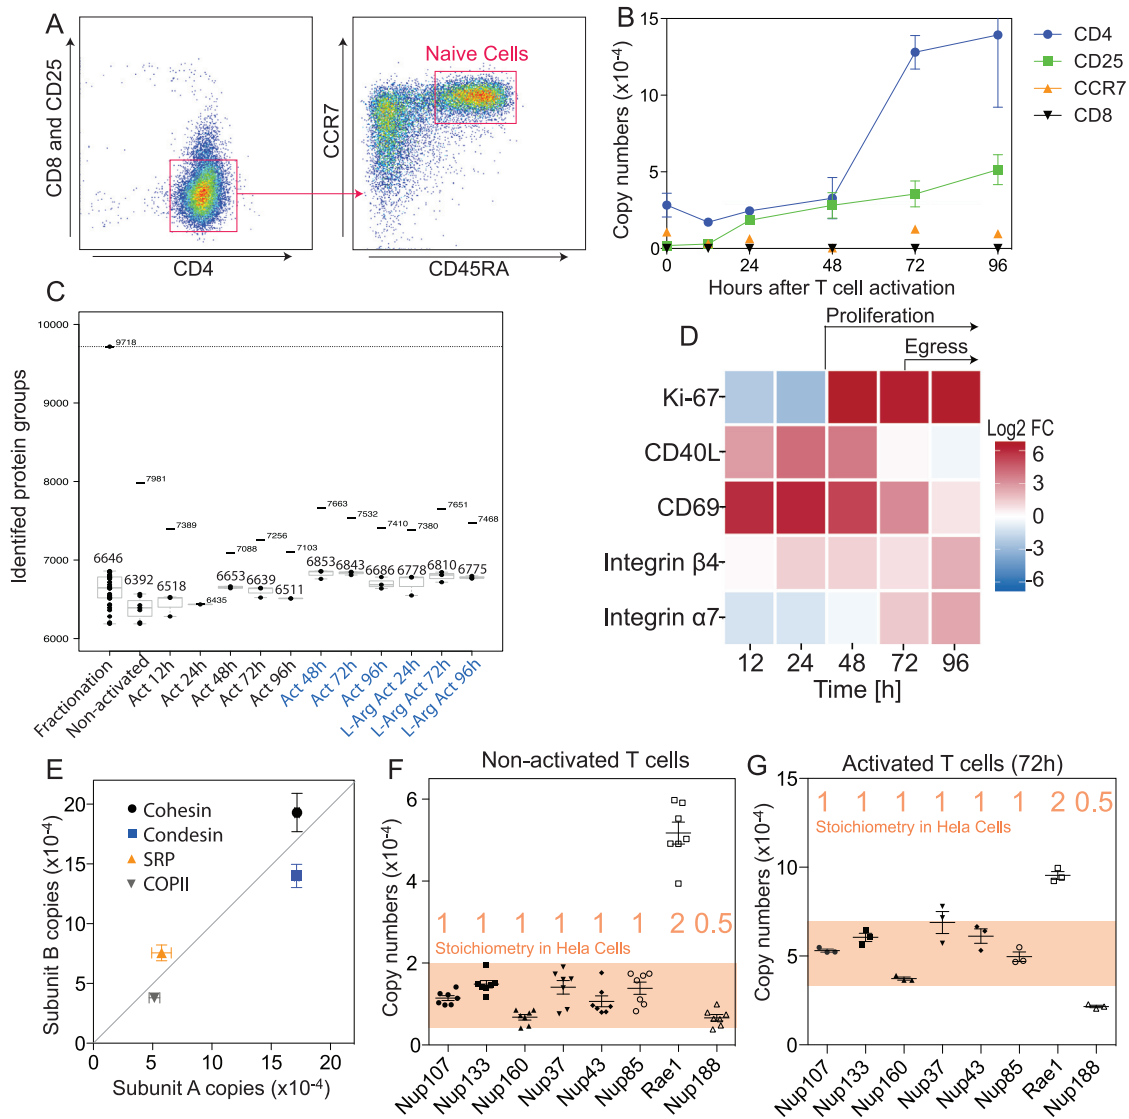 A
CD8 and CD25
CD4
Naive Cells
CCR7
CD45RA
B
Copy numbers (x10-4)
15
10
5
0
0
24
48
72
96
Hours after T cell activation
CD4
CD25
CCR7
CD8
C
Identifed protein groups
10000
9000
8000
7000
6000
9718
7981
7389
7088
7256
7103
7663
7532
7410
7380
7651
7468
6646
6392
6518
6435
6653
6639
6511
6853
6843
6686
6778
6810
6775
Fractionation
Non-activated
Act 12h
Act 24h
Act 48h
Act 72h
Act 96h
Act 48h
Act 72h
Act 96h
L-Arg Act 24h
L-Arg Act 72h
L-Arg Act 96h
D
Proliferation
Egress
Ki-67
CD40L
CD69
Integrin β4
Integrin α7
12 24 48 72 96
Time [h]
Log2 FC
6
3
0
-3
-6
E
Subunit B copies (x10-4)
20
15
10
5
0
0 5 10 15 20
Subunit A copies (x10-4)
Cohesin
Condesin
SRP
COPII
F
Non-activated T cells
Copy numbers (x10-4)
6
4
2
0
1 1 1 1 1 1 2 0.5
Stoichiometry in Hela Cells
Nup107
Nup133
Nup160
Nup37
Nup43
Nup85
Rae1
Nup188
G
Activated T cells (72h)
Copy numbers (x10-4)
15
10
5
0
1 1 1 1 1 1 2 0.5
Stoichiometry in Hela Cells
Nup107
Nup133
Nup160
Nup37
Nup43
Nup85
Rae1
Nup188